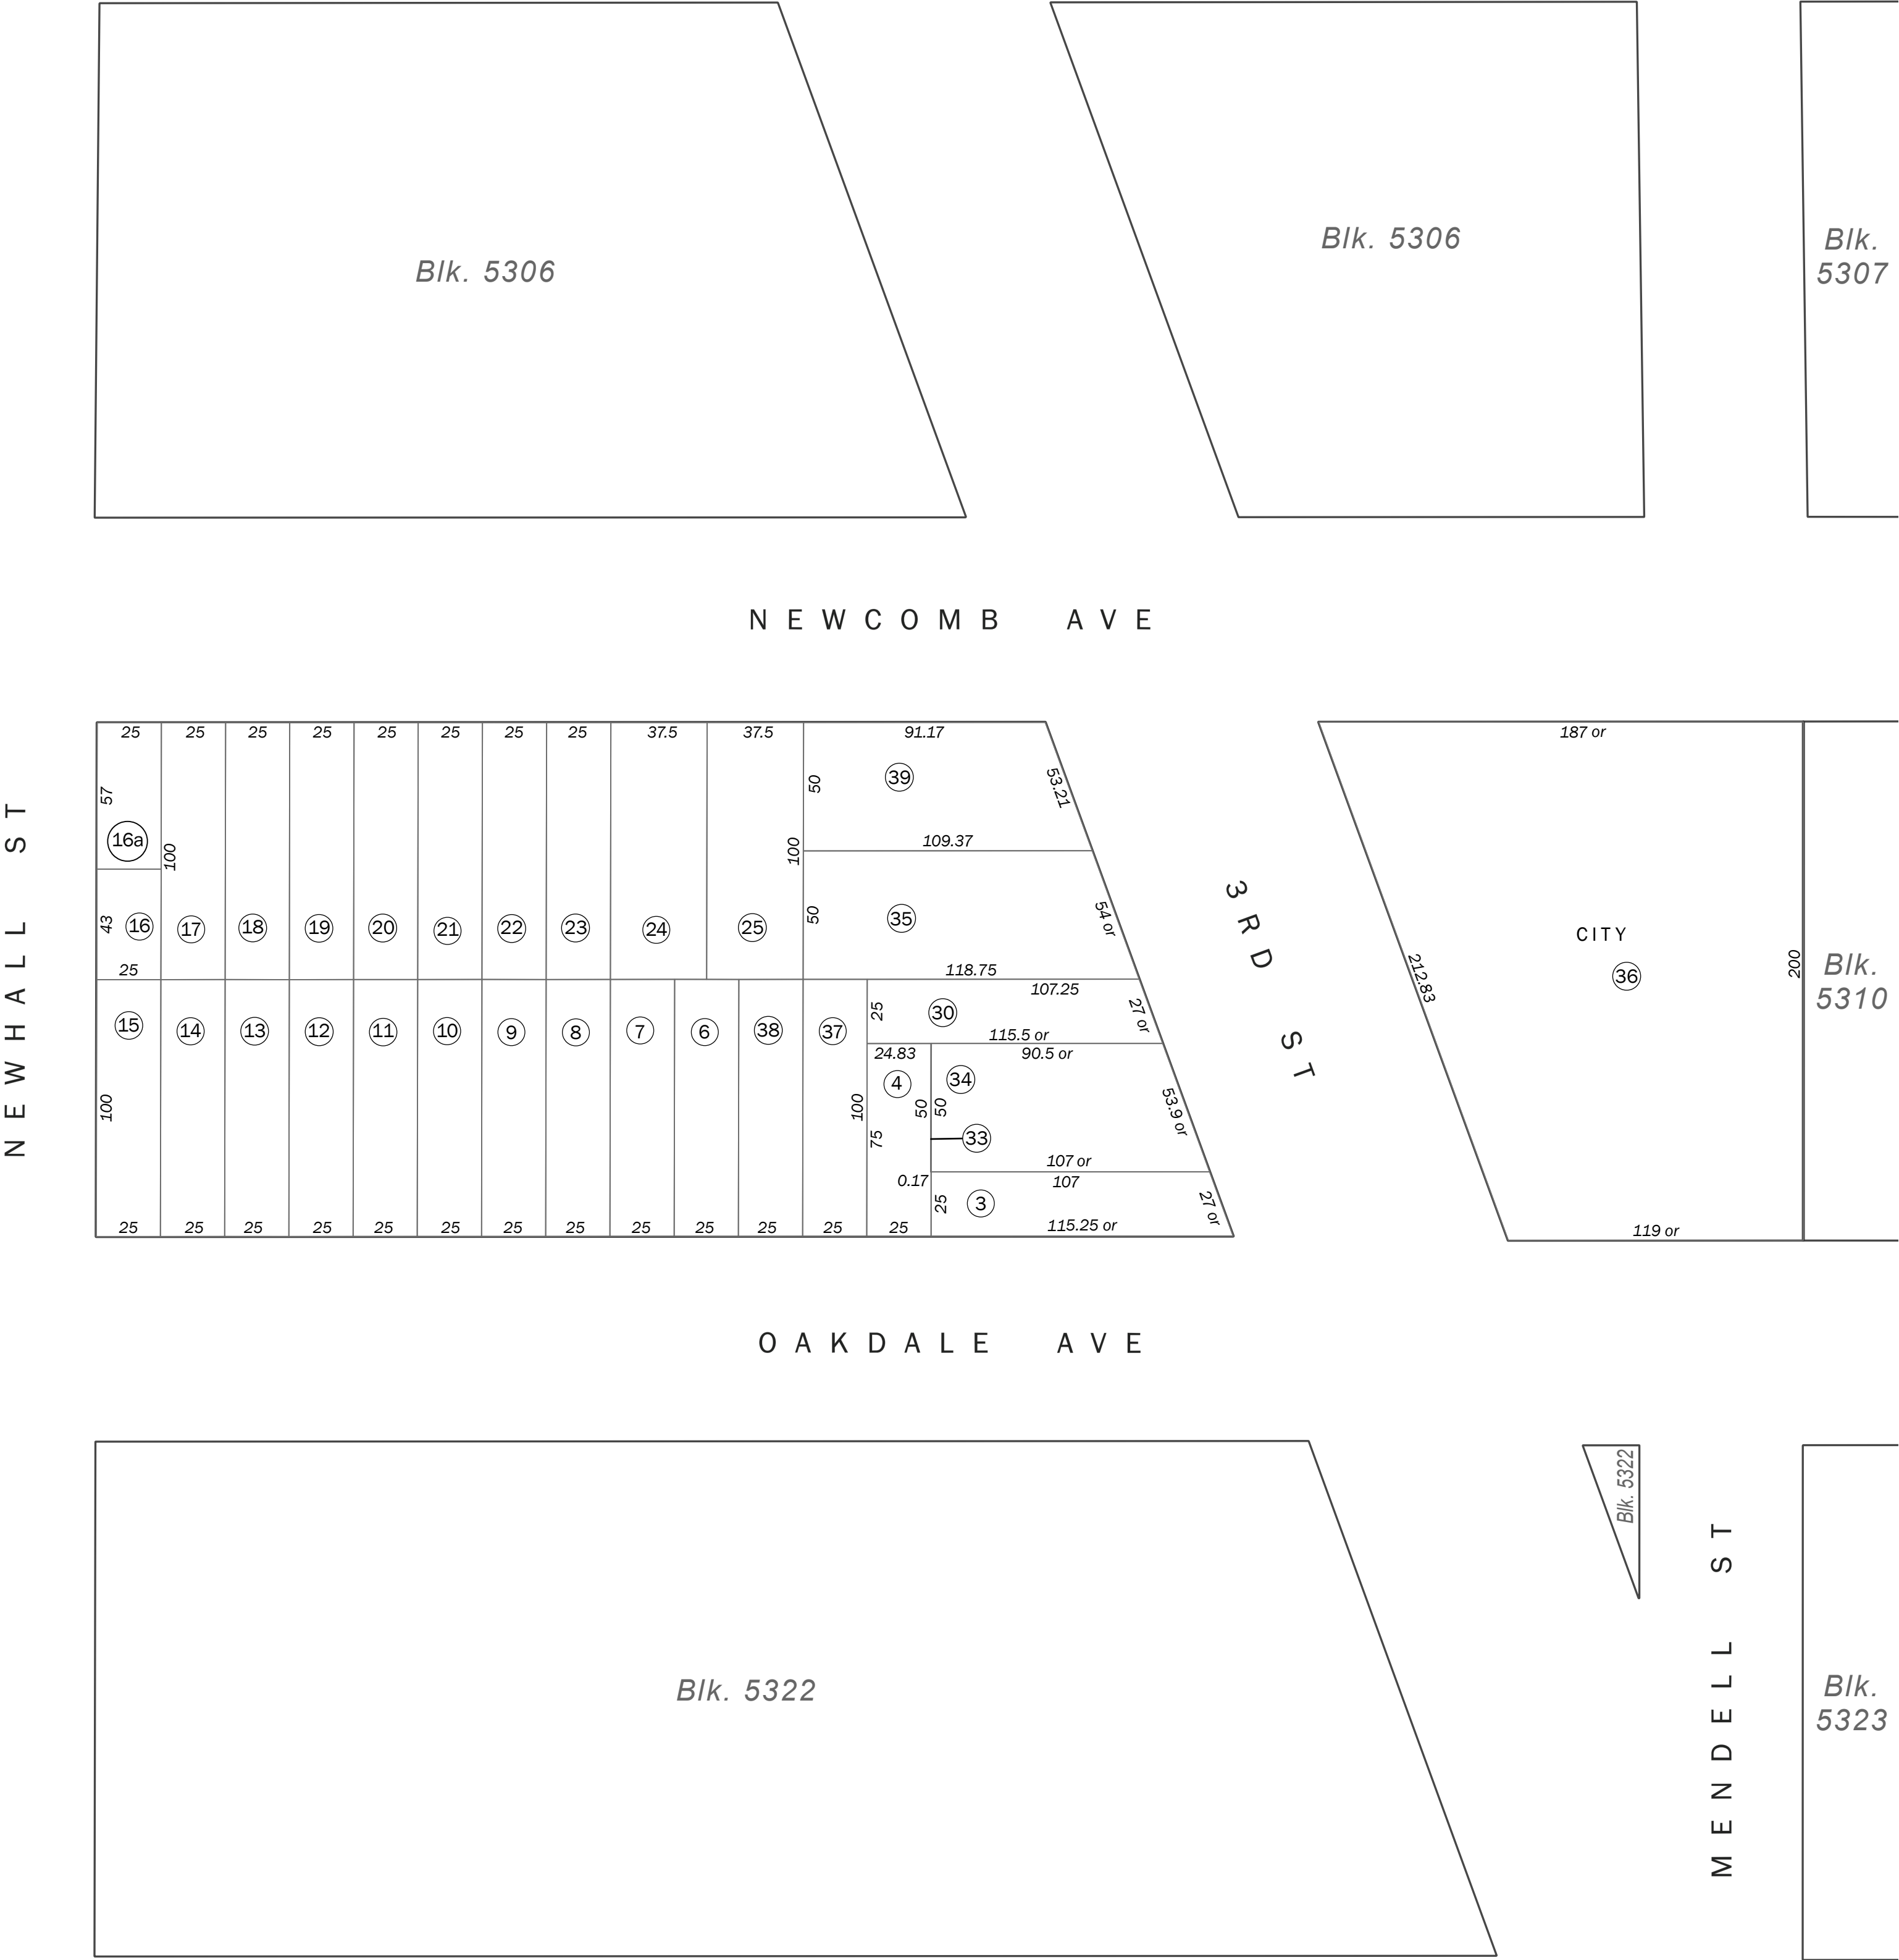 Blk. 5306
Blk. 5306
Blk.
5307
NEWCOMB AVE
NEWHALL ST
25 25 25 25 25 25 25 25 37.5 37.5 91.17
187 or
57
50
39
53.21
16a
100
100
109.37
43
16
17
18
19
20
21
22
23
24
25
50
35
54 or
3RD ST
CITY
36
212.83
200
Blk.
5310
25
118.75
15
14
13
12
11
10
9
8
7
6
38
37
25
30
107.25
27 or
115.5 or
24.83
90.5 or
4
34
100
100
75
50
50
33
53.9 or
107 or
0.17
107
25
3
27 or
25 25 25 25 25 25 25 25 25 25 25 25 25 115.25 or
119 or
OAKDALE AVE
Blk. 5322
Blk. 5322
MENDELL ST
Blk.
5323